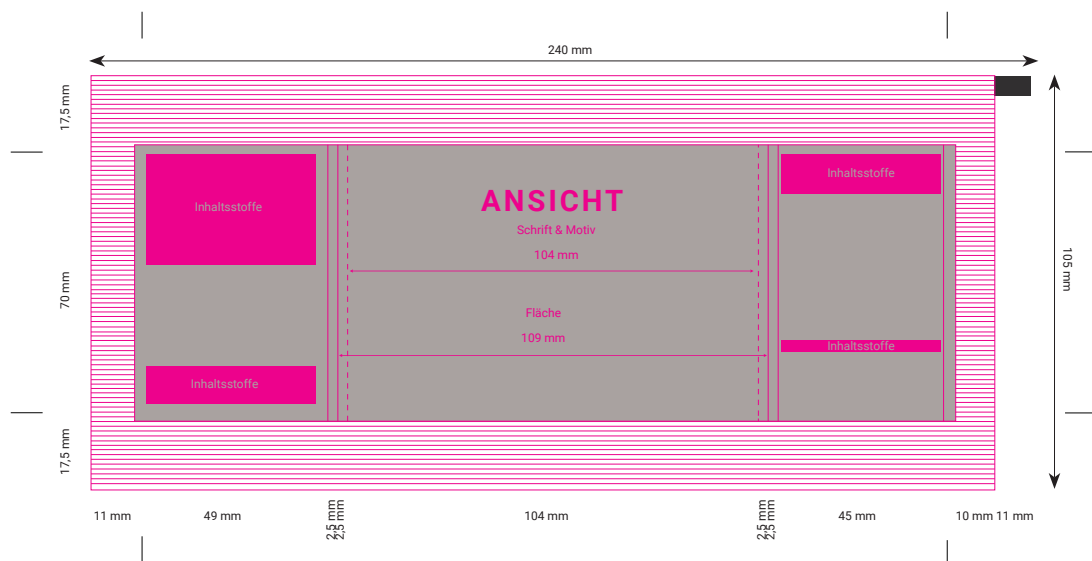 240 mm
17,5 mm
Inhaltsstoffe
ANSICHT
Inhaltsstoffe
Schrift & Motiv
104 mm
70 mm
105 mm
Fläche
109 mm
Inhaltsstoffe
Inhaltsstoffe
17,5 mm
11 mm
49 mm
2,5 mm
2,5 mm
104 mm
2,5 mm
2,5 mm
45 mm
10 mm
11 mm